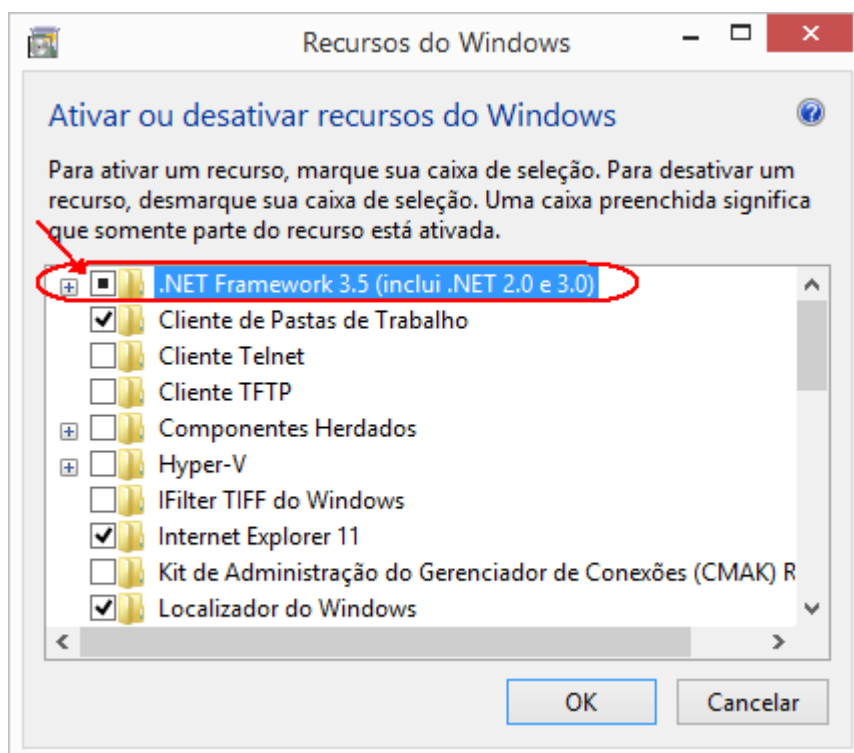 Recursos do Windows
Ativar ou desativar recursos do Windows
Para ativar um recurso, marque sua caixa de seleção. Para desativar um
recurso, desmarque sua caixa de seleção. Uma caixa preenchida significa
que somente parte do recurso está ativada.
.NET Framework 3.5 (inclui .NET 2.0 e 3.0)
Cliente de Pastas de Trabalho
Cliente Telnet
Cliente TFTP
Componentes Herdados
Hyper-V
IFilter TIFF do Windows
Internet Explorer 11
Kit de Administração do Gerenciador de Conexões (CMAK) R
Localizador do Windows
OK
Cancelar